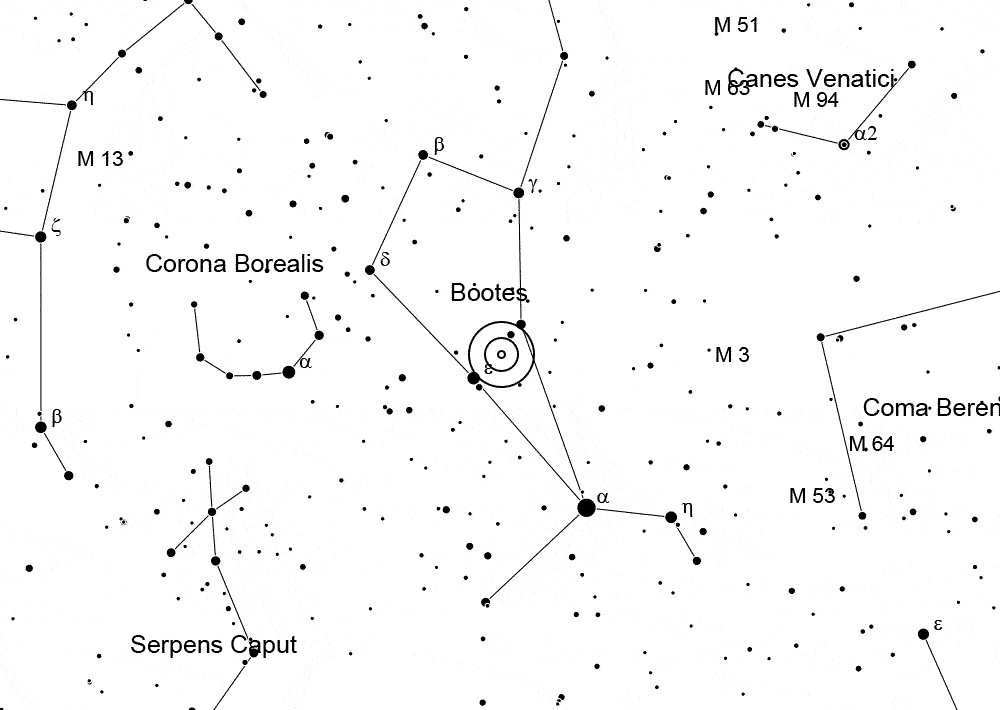 M 51
Canes Venatici
M 63
M 94
η
α2
β
M 13
γ
ζ
δ
Corona Borealis
Bootes
M 3
α
ε
Coma Beren
β
M 64
M 53
α
η
ε
Serpens Caput